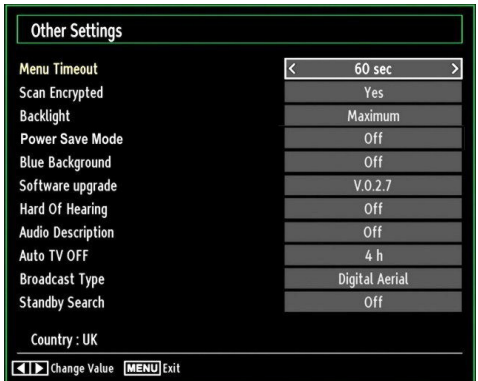 Other Settings
Menu Timeout < 60 sec >
Scan Encrypted Yes
Backlight Maximum
Power Save Mode Off
Blue Background Off
Software upgrade V.0.2.7
Hard Of Hearing Off
Audio Description Off
Auto TV OFF 4 h
Broadcast Type Digital Aerial
Standby Search Off
Country : UK
Change Value MENU Exit